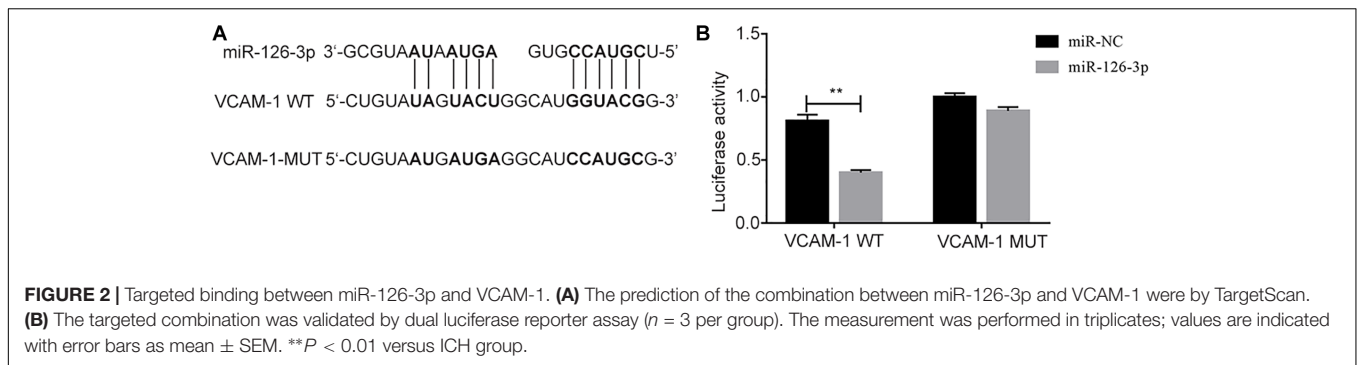 A
miR-126-3p 3‘-GCGUAAUAAUGA GUGCCAUGCU-5’
VCAM-1 WT 5‘-CUGUAUAGUACUGGCAUGGUACGG-3’
VCAM-1-MUT 5‘-CUGUAAUGAUGAGGCAUCCAUGCG-3’
B
1.5
1.0
0.5
0.0
Luciferase activity
**
miR-NC
miR-126-3p
VCAM-1 WT
VCAM-1 MUT
FIGURE 2 | Targeted binding between miR-126-3p and VCAM-1. (A) The prediction of the combination between miR-126-3p and VCAM-1 were by TargetScan.
(B) The targeted combination was validated by dual luciferase reporter assay (n = 3 per group). The measurement was performed in triplicates; values are indicated
with error bars as mean ± SEM. **P < 0.01 versus ICH group.